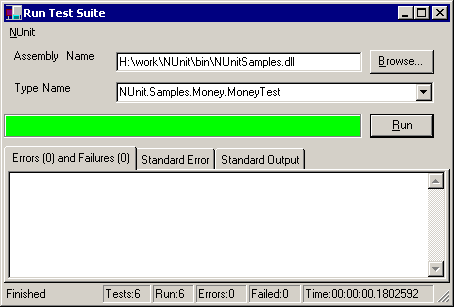 Run Test Suite
NUnit
Assembly Name
H:\work\NUnit\bin\NUnitSamples.dll
Browse...
Type Name
NUnit.Samples.Money.MoneyTest
Run
Errors (0) and Failures (0)
Standard Error
Standard Output
Finished
Tests:6
Run:6
Errors:0
Failed:0
Time:00:00:00.1802592